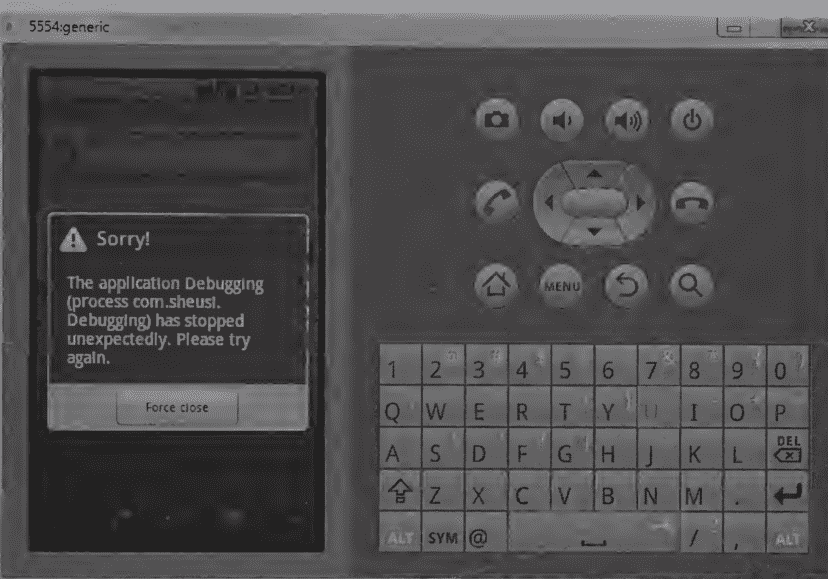 5554:generic
Sorry!
The application Debugging
(process com.sheusi.
Debugging) has stopped
unexpectedly. Please try
again.
Force close
MENU
1 2 3 4 5 6 7 8 9 0
Q W E R T Y U I O P
A S D F G H J K L DEL
Z X C V B N M .
ALT SYM @ / , ALT